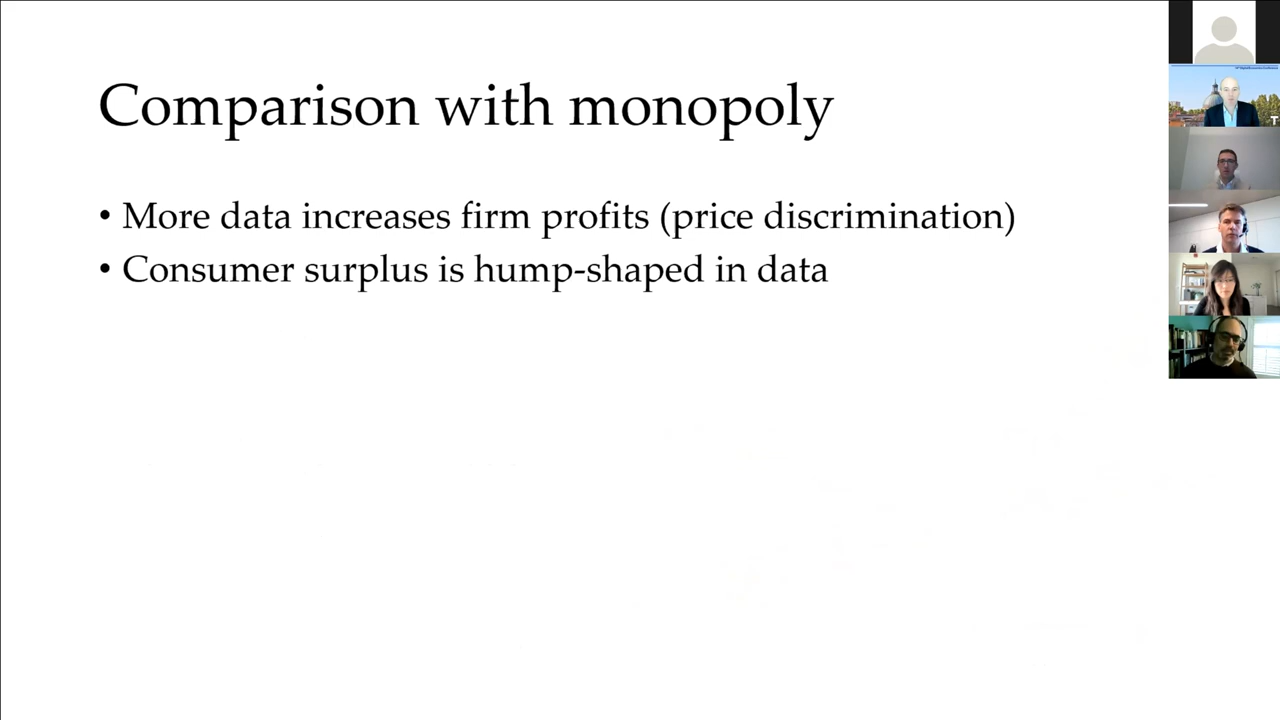 Comparison with monopoly
• More data increases firm profits (price discrimination)
• Consumer surplus is hump-shaped in data